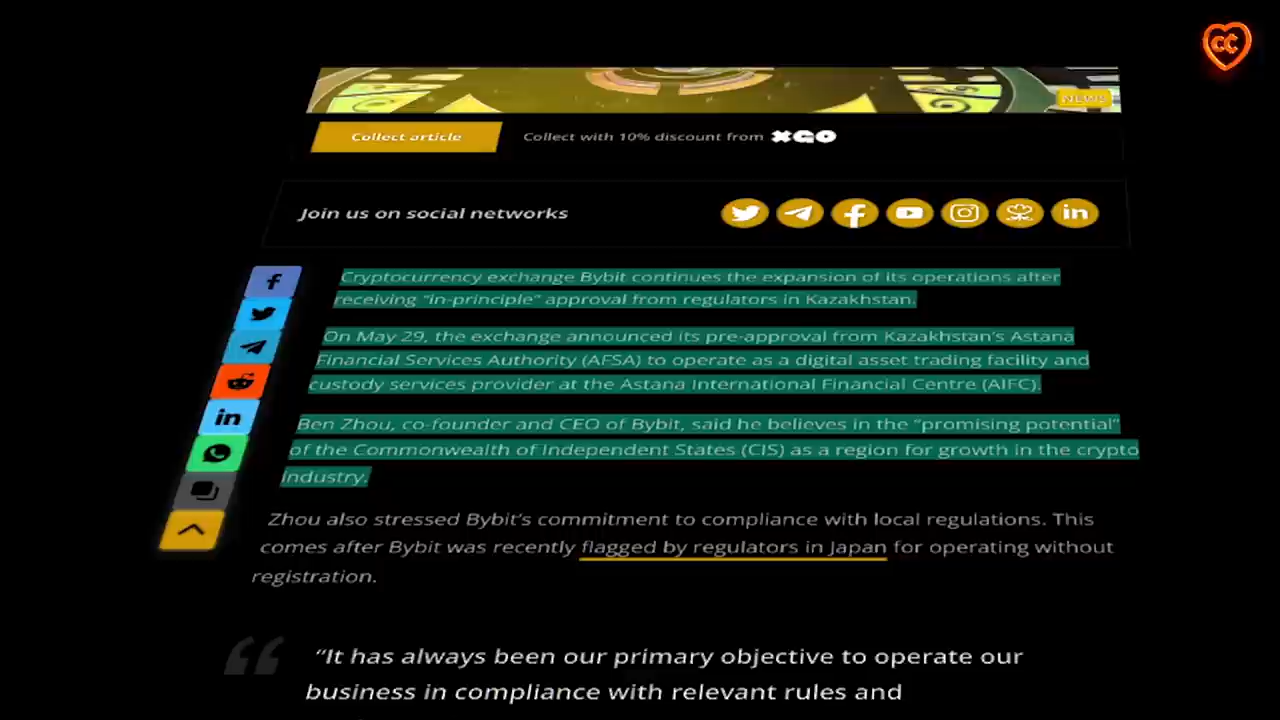 CC
NEWS
Collect article
Collect with 10% discount from XGO
Join us on social networks
Cryptocurrency exchange Bybit continues the expansion of its operations after
receiving “in-principle” approval from regulators in Kazakhstan.
On May 29, the exchange announced its pre-approval from Kazakhstan’s Astana
Financial Services Authority (AFSA) to operate as a digital asset trading facility and
custody services provider at the Astana International Financial Centre (AIFC).
Ben Zhou, co-founder and CEO of Bybit, said he believes in the “promising potential”
of the Commonwealth of Independent States (CIS) as a region for growth in the crypto
industry.
Zhou also stressed Bybit’s commitment to compliance with local regulations. This
comes after Bybit was recently flagged by regulators in Japan for operating without
registration.
“It has always been our primary objective to operate our
business in compliance with relevant rules and